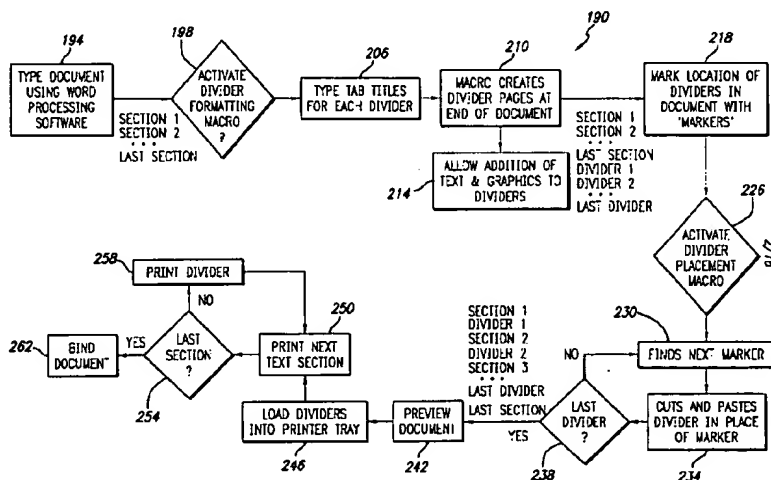 190
194
TYPE DOCUMENT
USING WORD
PROCESSING
SOFTWARE
SECTION 1
SECTION 2
• • •
LAST SECTION
198
ACTIVATE
DIVIDER
FORMATTING
MACRO
?
206
TYPE TAB TITLES
FOR EACH DIVIDER
210
MACRC CREATES
DIVIDER PAGES AT
END OF DOCUMENT
214
ALLOW ADDITION OF
TEXT & GRAPHICS TO
DIVIDERS
SECTION 1
SECTION 2
• • •
LAST SECTION
DIVIDER 1
DIVIDER 2
• • •
LAST DIVIDER
218
MARK LOCATION OF
DIVIDERS IN
DOCUMENT WITH
'MARKERS'
226
ACTIVATE
DIVIDER
PLACEMENT
MACRO
230
FINDS NEXT MARKER
CUTS AND PASTES
DIVIDER IN PLACE
OF MARKER
234
NO
LAST
DIVIDER
?
238
YES
SECTION 1
DIVIDER 1
SECTION 2
DIVIDER 2
SECTION 3
• • •
LAST DIVIDER
LAST SECTION
PREVIEW
DOCUMENT
242
LOAD DIVIDERS
INTO PRINTER TRAY
246
250
PRINT NEXT
TEXT SECTION
LAST
SECTION
?
254
NO
258
PRINT DIVIDER
YES
262
BIND
DOCUMENT